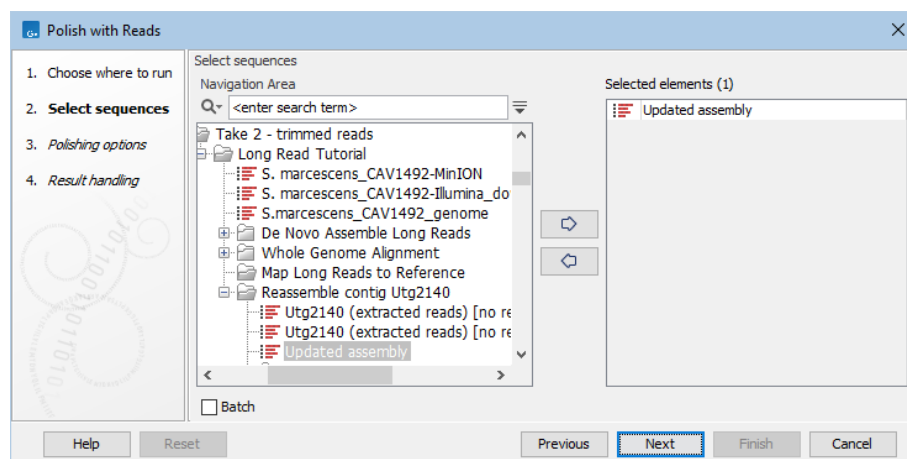 Polish with Reads
1. Choose where to run
2. Select sequences
3. Polishing options
4. Result handling
Select sequences
Navigation Area
<enter search term>
Take 2 - trimmed reads
Long Read Tutorial
S. marcescens_CAV1492-MinION
S. marcescens_CAV1492-Illumina_do
S.marcescens_CAV1492_genome
De Novo Assemble Long Reads
Whole Genome Alignment
Map Long Reads to Reference
Reassemble contig Utg2140
Utg2140 (extracted reads) [no re
Utg2140 (extracted reads) [no re
Updated assembly
Batch
Selected elements (1)
Updated assembly
Help
Reset
Previous
Next
Finish
Cancel